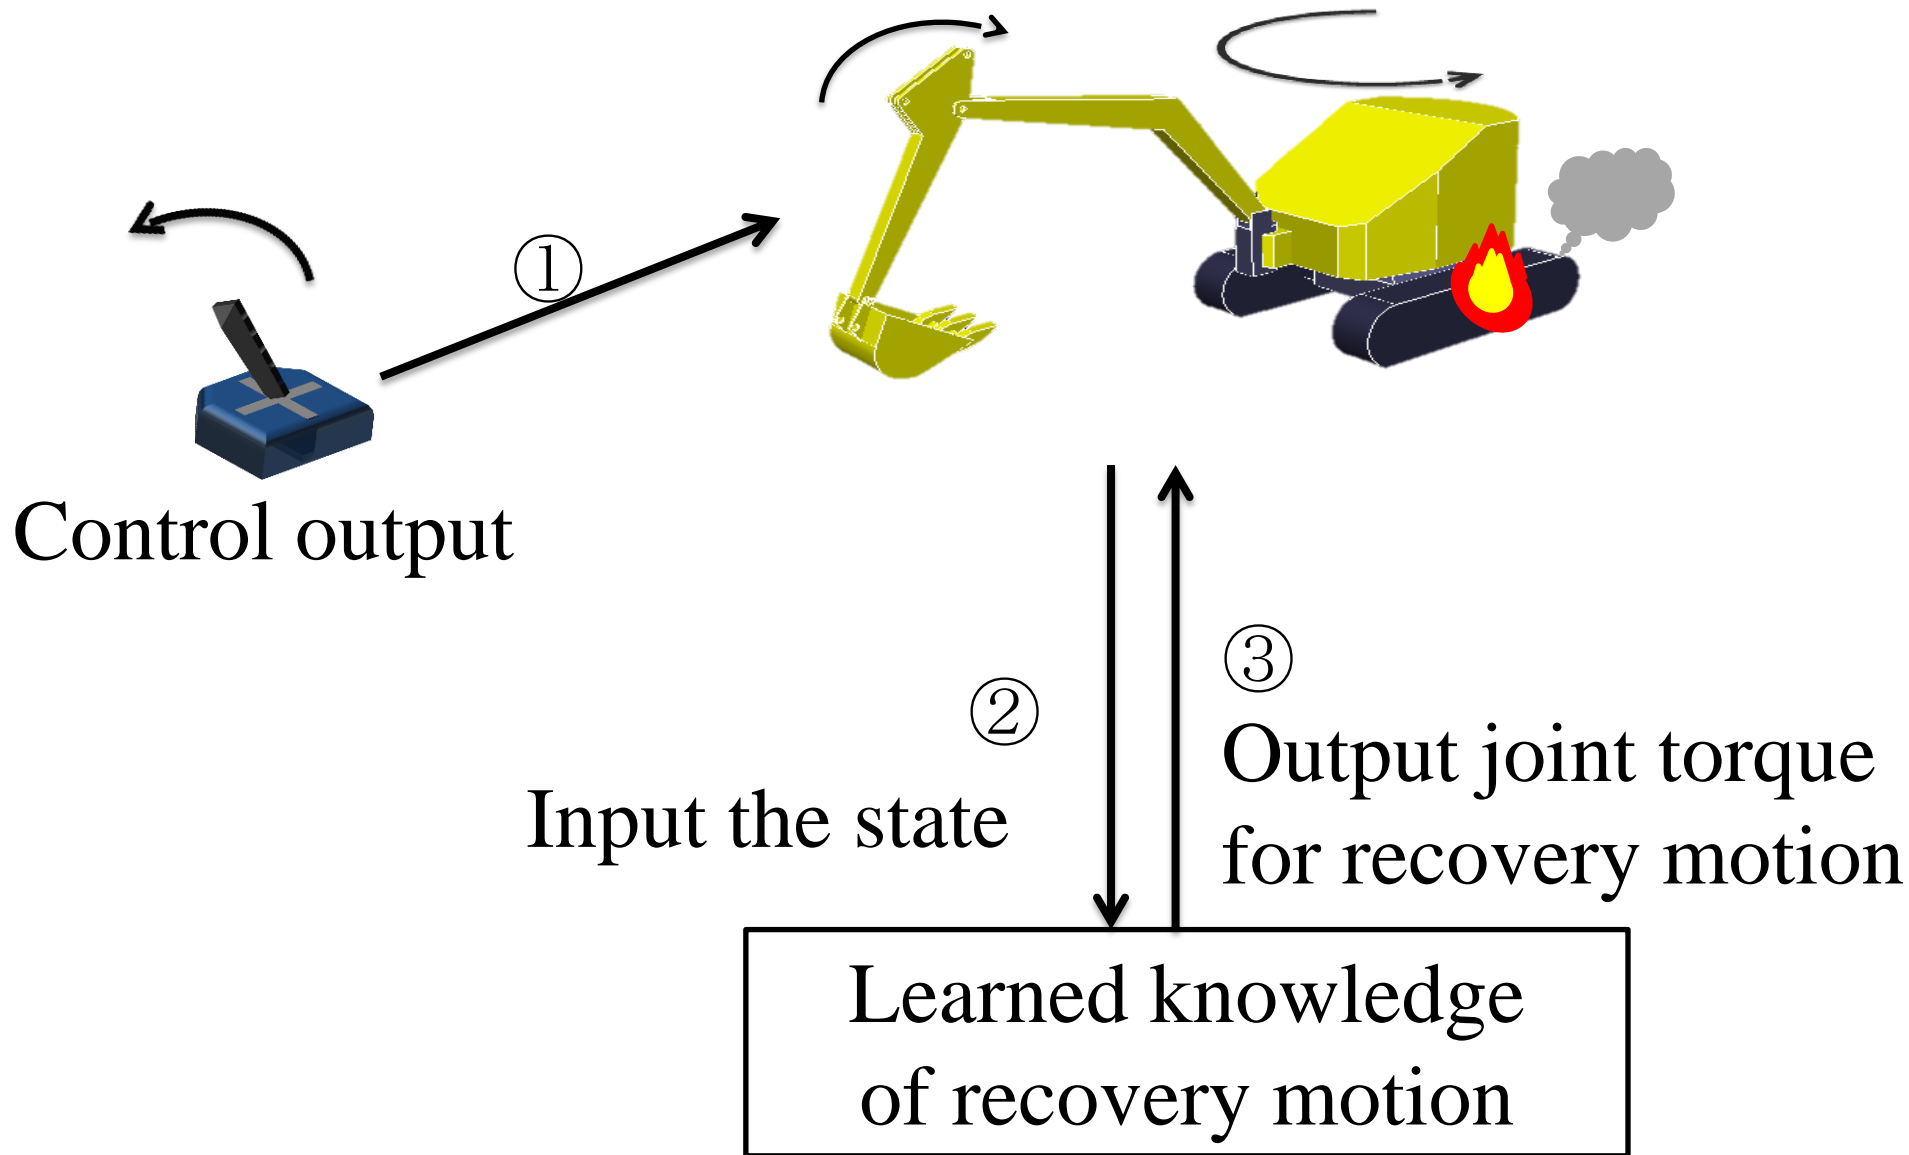 ①
Control output
②
Input the state
③
Output joint torque
for recovery motion
Learned knowledge
of recovery motion